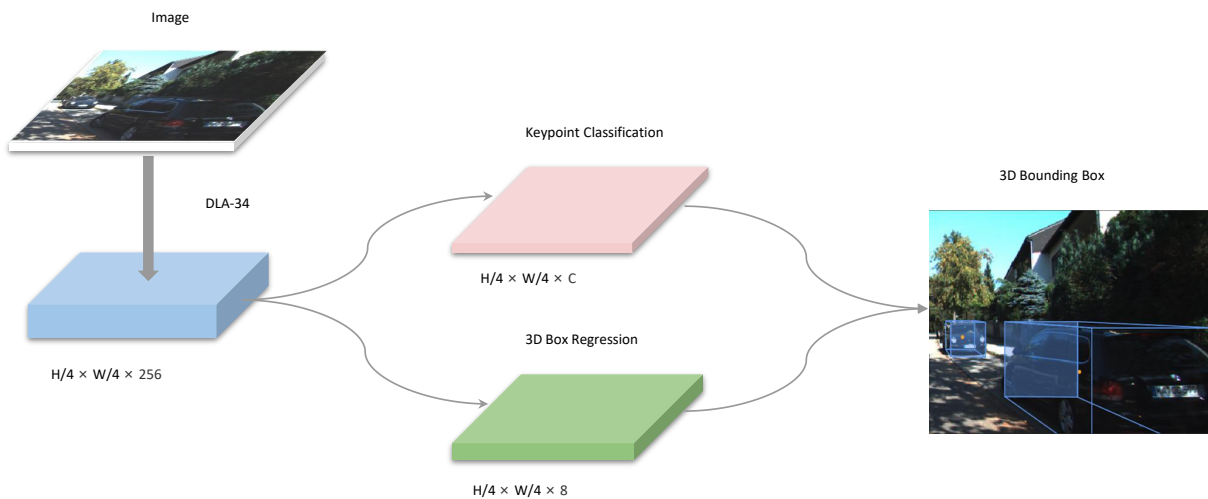 Image
Keypoint Classification
3D Bounding Box
DLA-34
H/4 × W/4 × C
3D Box Regression
H/4 × W/4 × 256
H/4 × W/4 × 8